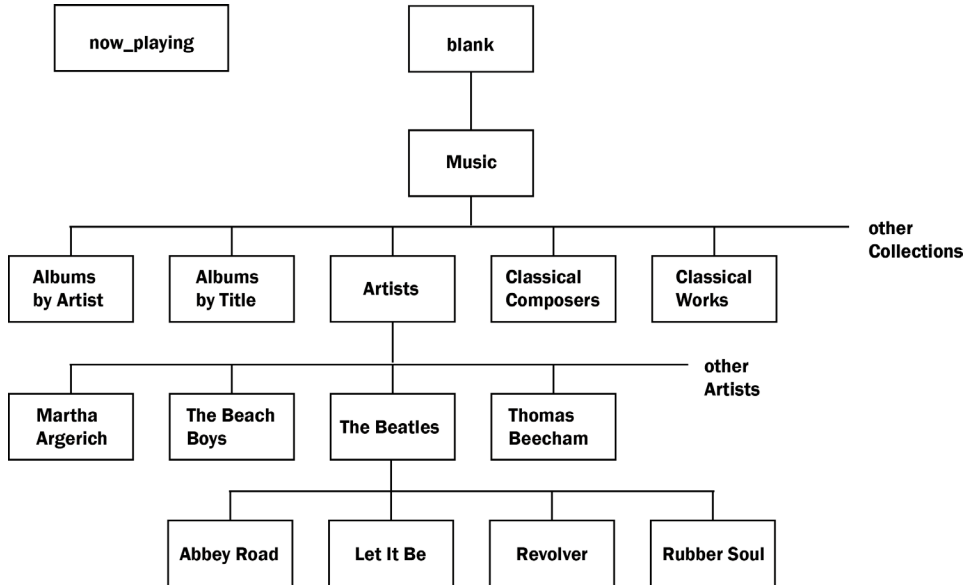 now_playing
blank
Music
other
Collections
Albums
by Artist
Albums
by Title
Artists
Classical
Composers
Classical
Works
other
Artists
Martha
Argerich
The Beach
Boys
The Beatles
Thomas
Beecham
Abbey Road
Let It Be
Revolver
Rubber Soul